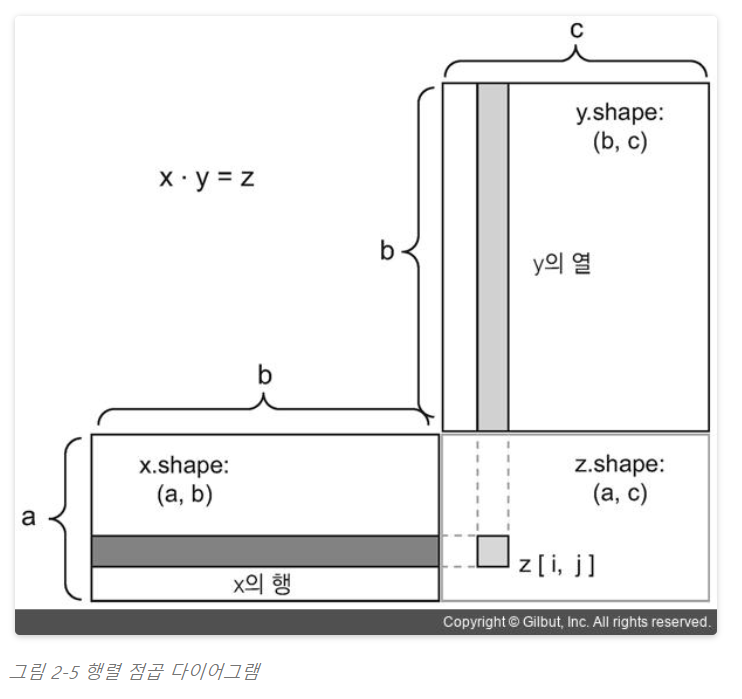 c
y.shape:
(b, c)
x · y = z
b
y의 열
b
x.shape:
(a, b)
z.shape:
(a, c)
a
z [ i, j ]
x의 행
Copyright © Gilbut, Inc. All rights reserved.
그림 2-5 행렬 점곱 다이어그램